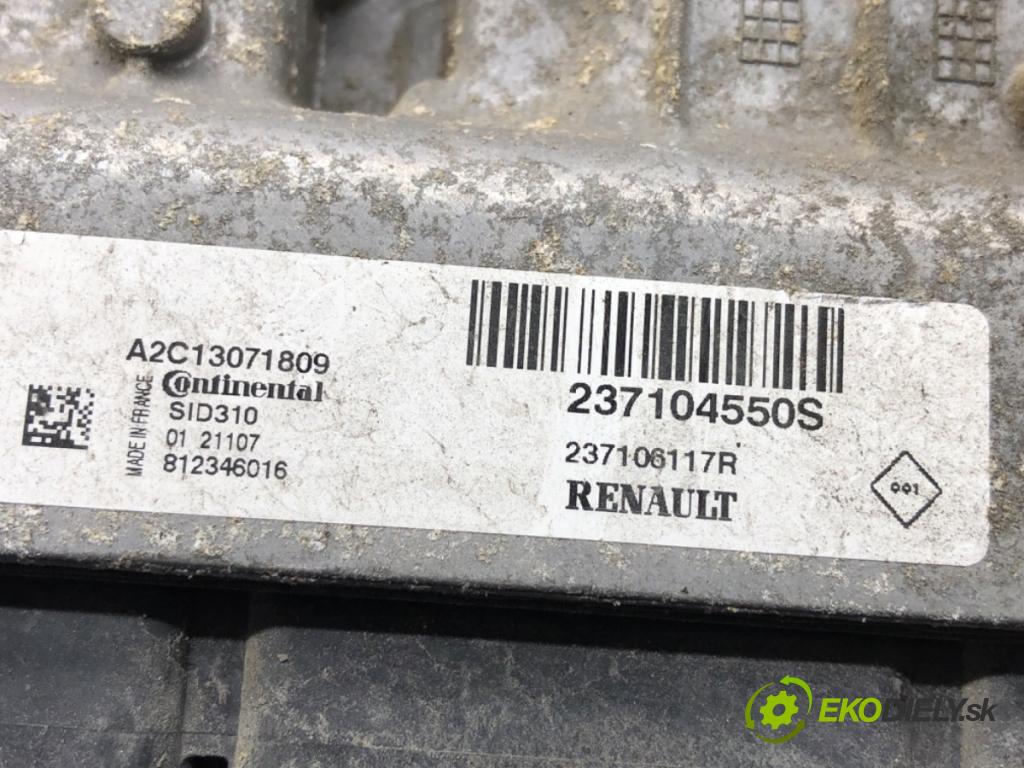 A2C13071809
Continental
SID310
01 21107
812346016
MADE IN FRANCE
237104550S
237106117R
RENAULT
001
EKODIELY.sk